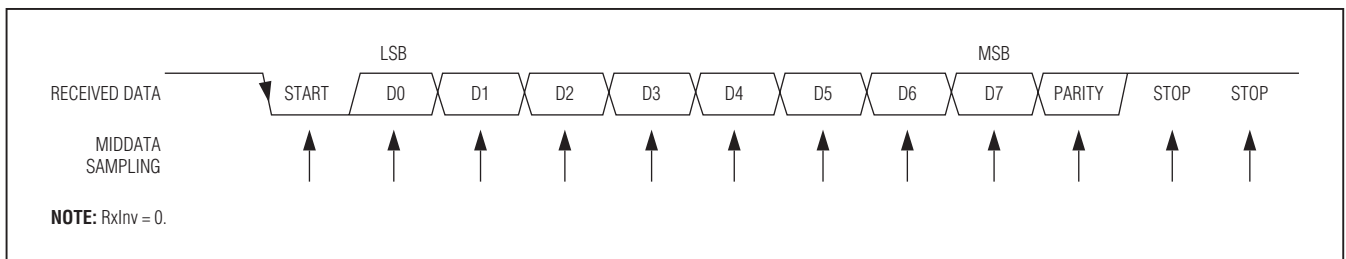 LSB MSB
RECEIVED DATA START D0 D1 D2 D3 D4 D5 D6 D7 PARITY STOP STOP
MIDDATA
SAMPLING
NOTE: RxInv = 0.